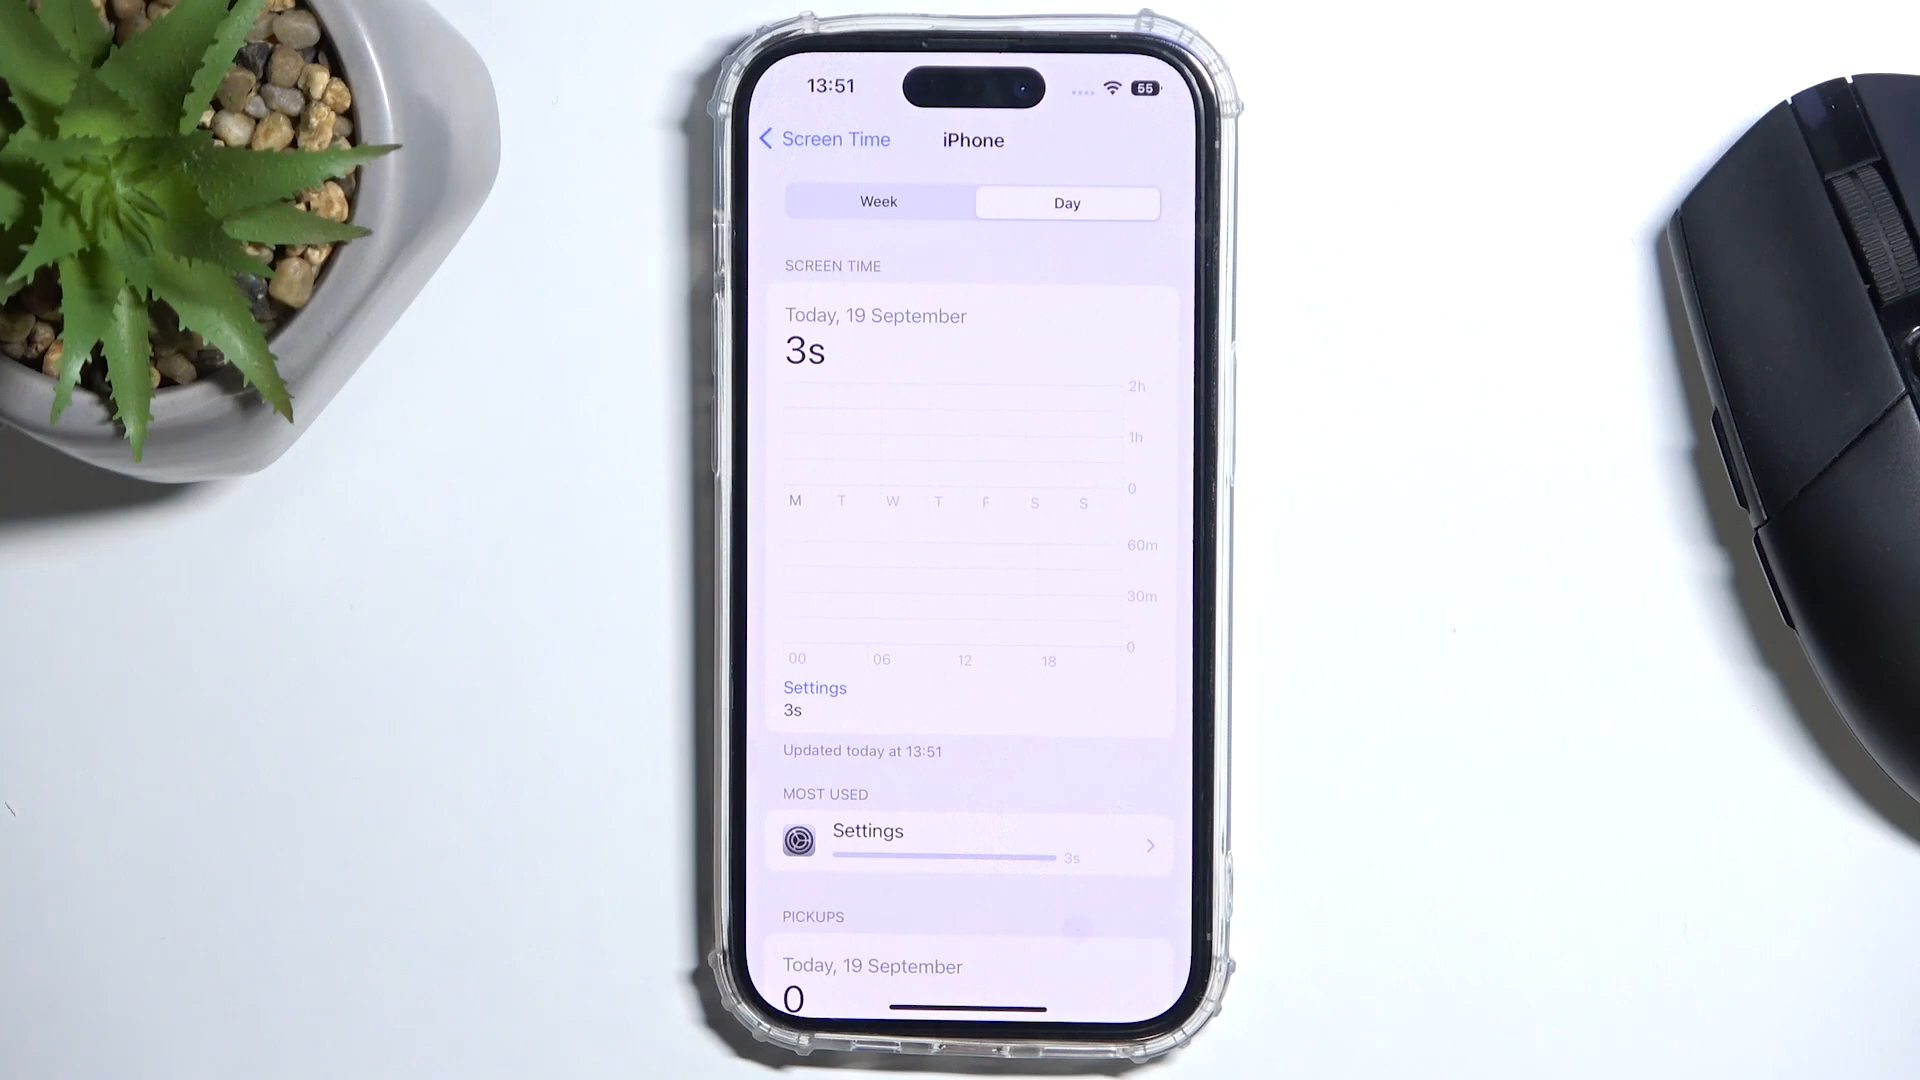 13:51
55
Screen Time
iPhone
Week
Day
SCREEN TIME
Today, 19 September
3s
2h
1h
0
M T W T F S S
60m
30m
0
00 06 12 18
Settings
3s
Updated today at 13:51
MOST USED
Settings
3s
PICKUPS
Today, 19 September
0